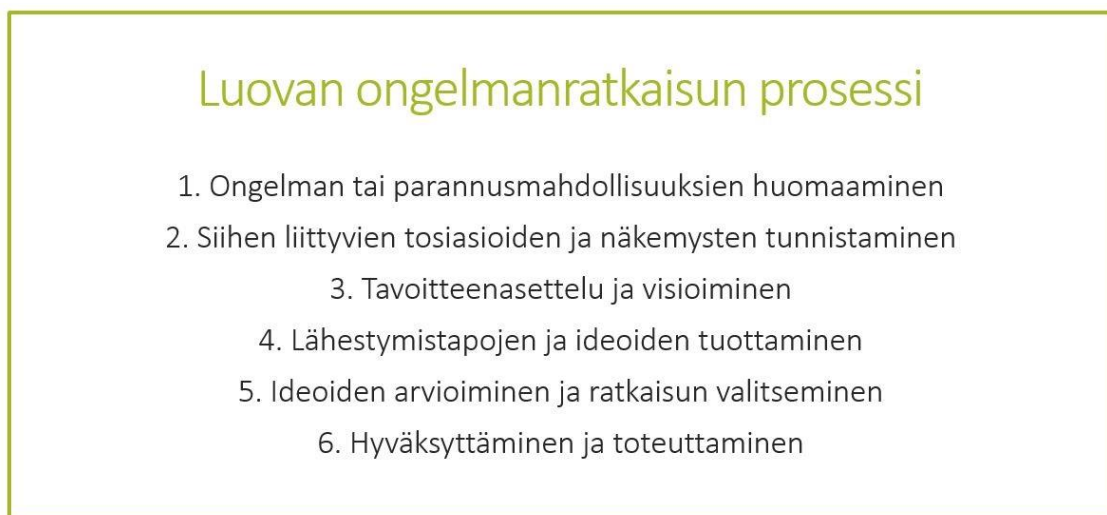 Luovan ongelmanratkaisun prosessi
1. Ongelman tai parannusmahdollisuuksien huomaaminen
2. Siihen liittyvien tosiasioiden ja näkemysten tunnistaminen
3. Tavoitteenasettelu ja visioiminen
4. Lähestymistapojen ja ideoiden tuottaminen
5. Ideoiden arvioiminen ja ratkaisun valitseminen
6. Hyväksyttäminen ja toteuttaminen